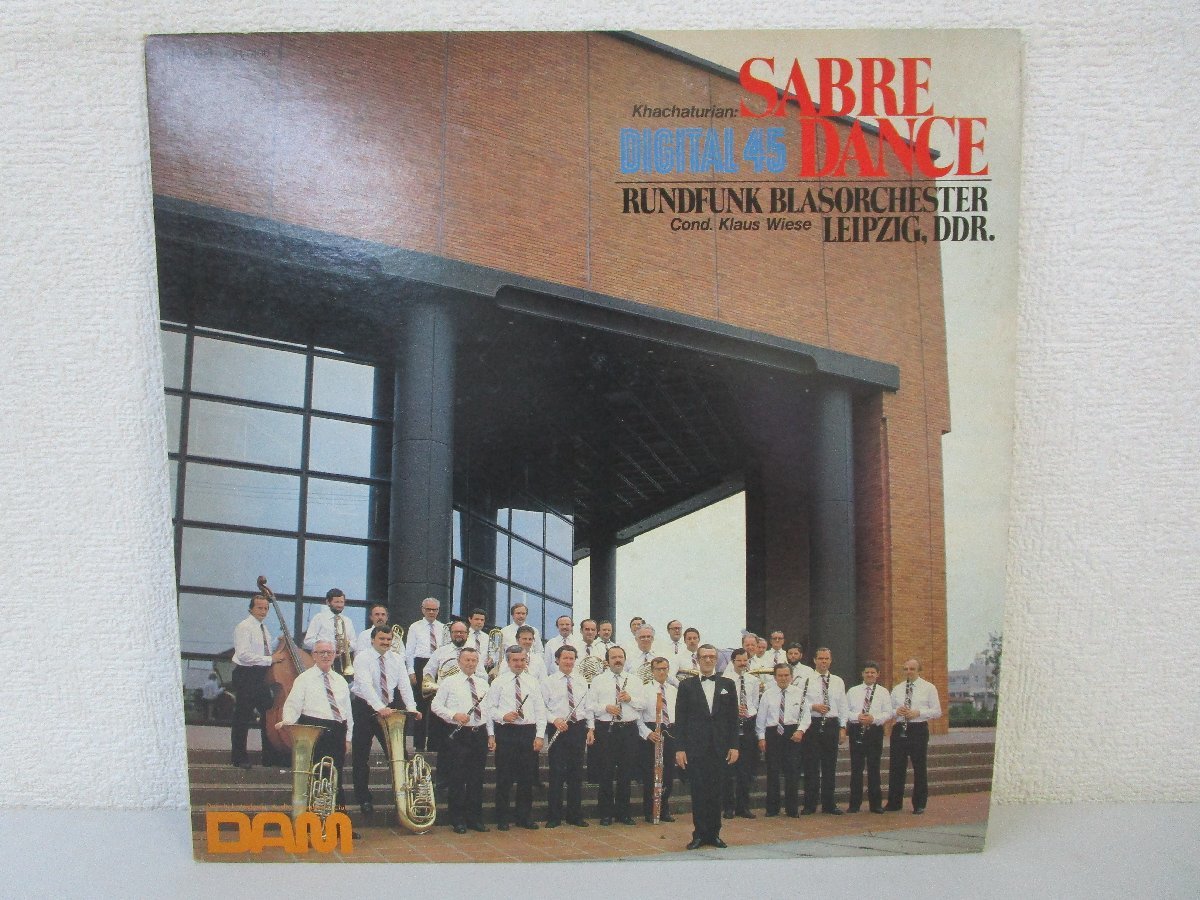 Khachaturian: SABRE
DIGITAL 45 DANCE
RUNDFUNK BLASORCHESTER
Cond. Klaus Wiese LEIPZIG, DDR.
DAM